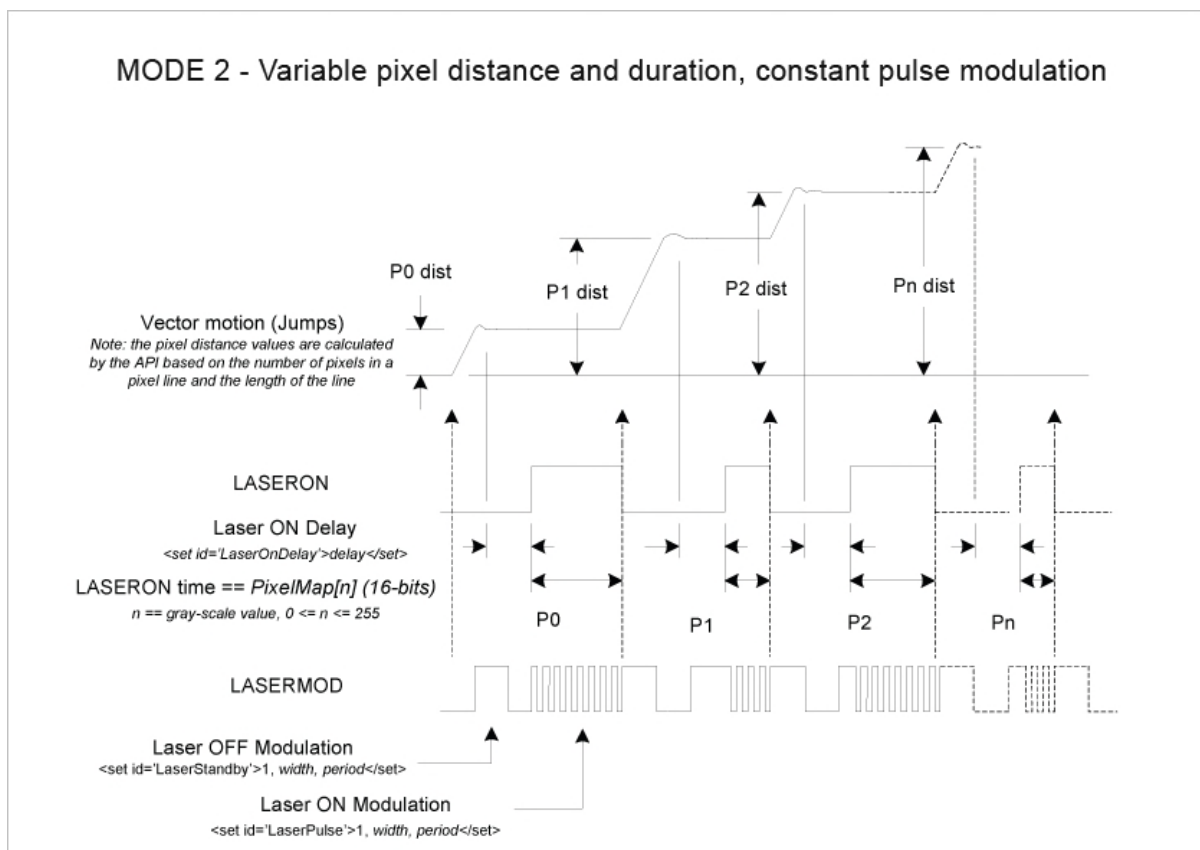 MODE 2 - Variable pixel distance and duration, constant pulse modulation
P0 dist
P1 dist
P2 dist
Pn dist
Vector motion (Jumps)
Note: the pixel distance values are calculated
by the API based on the number of pixels in a
pixel line and the length of the line
LASERON
Laser ON Delay
<set id='LaserOnDelay'>delay</set>
LASERON time == PixelMap[n] (16-bits)
n == gray-scale value, 0 <= n <= 255
P0
P1
P2
Pn
LASERMOD
Laser OFF Modulation
<set id='LaserStandby'>1, width, period</set>
Laser ON Modulation
<set id='LaserPulse'>1, width, period</set>